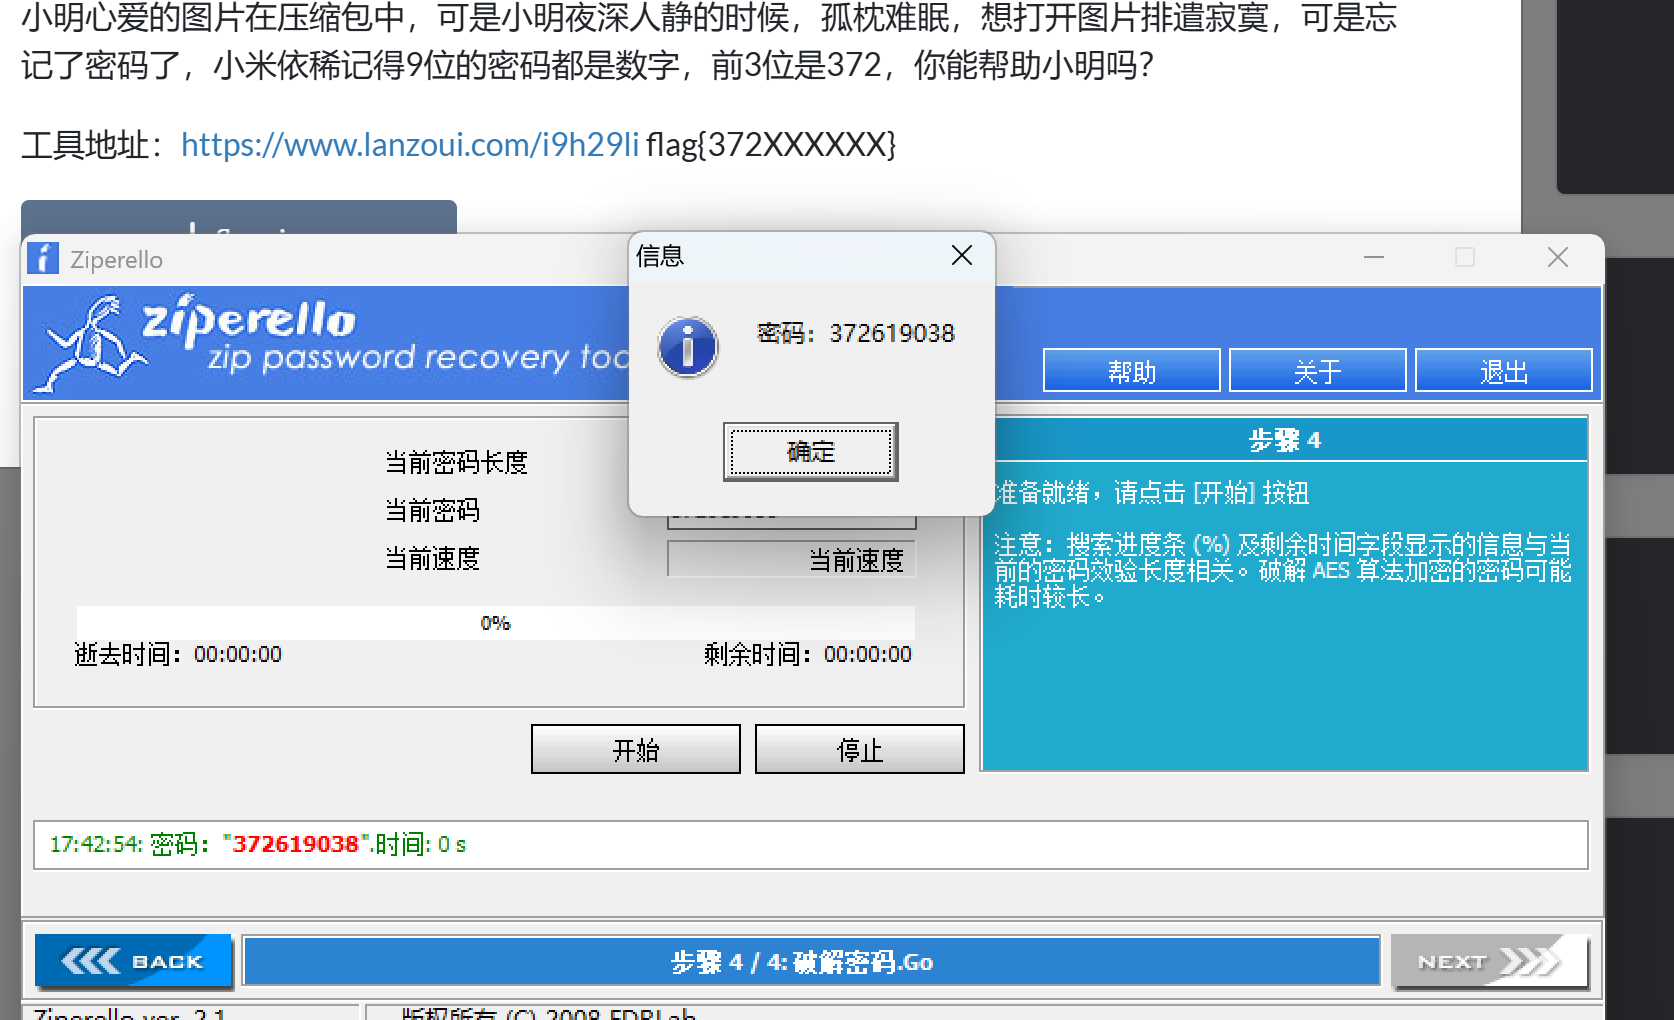 小明心爱的图片在压缩包中，可是小明夜深人静的时候，孤枕难眠，想打开图片排遣寂寞，可是忘
记了密码了，小米依稀记得9位的密码都是数字，前3位是372，你能帮助小明吗？
工具地址：https://www.lanzoui.com/i9h29li flag{372XXXXXX}
Ziperello
信息
ziperello
zip password recovery too
密码：372619038
确定
帮助
关于
退出
当前密码长度
当前密码
当前速度
当前速度
0%
逝去时间：00:00:00
剩余时间：00:00:00
开始
停止
步骤 4
准备就绪，请点击 [开始] 按钮
注意：搜索进度条 (%) 及剩余时间字段显示的信息与当
前的密码效验长度相关。破解 AES 算法加密的密码可能
耗时较长。
17:42:54: 密码："372619038".时间: 0 s
BACK
步骤 4 / 4: 破解密码.Go
NEXT
Ziperello ver. 2.1
版权所有 (C) 2008 FDRLab